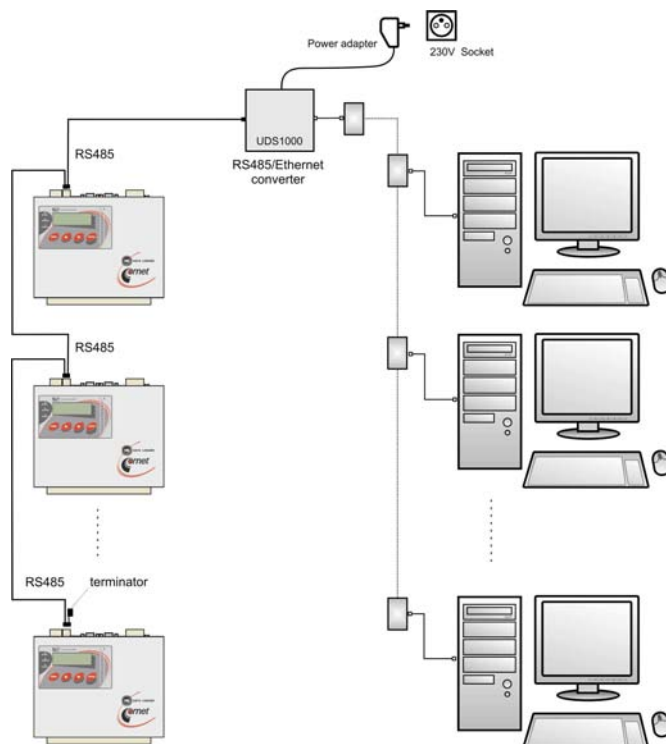 Power adapter
230V Socket
UDS1000
RS485/Ethernet
converter
RS485
Comet
RS485
Comet
RS485 terminator
Comet